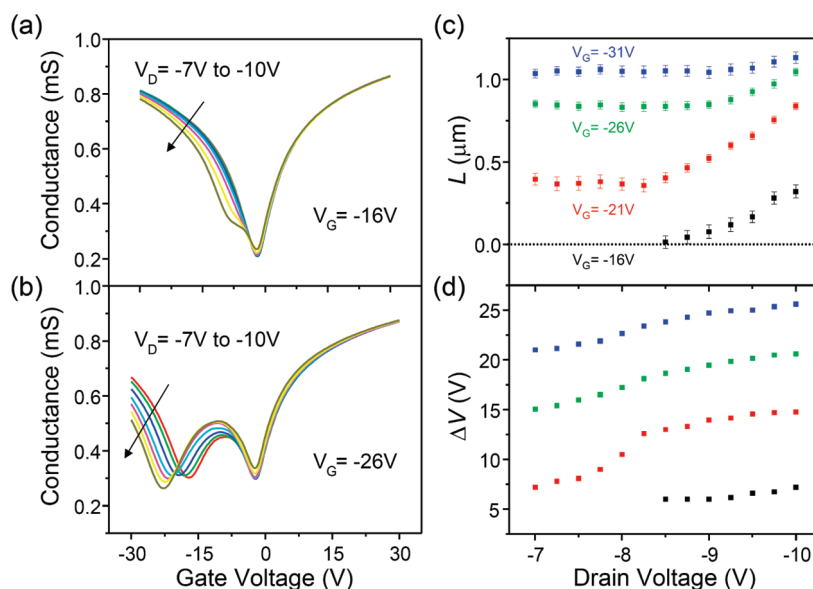 (a)
Conductance (mS)
1.0
0.8
0.6
0.4
0.2
V_D= -7V to -10V
V_G= -16V
(b)
Conductance (mS)
1.0
0.8
0.6
0.4
0.2
V_D= -7V to -10V
V_G= -26V
-30 -15 0 15 30
Gate Voltage (V)
(c)
L (μm)
1.0
0.5
0.0
V_G= -31V
V_G= -26V
V_G= -21V
V_G= -16V
(d)
ΔV (V)
25
20
15
10
5
-7 -8 -9 -10
Drain Voltage (V)